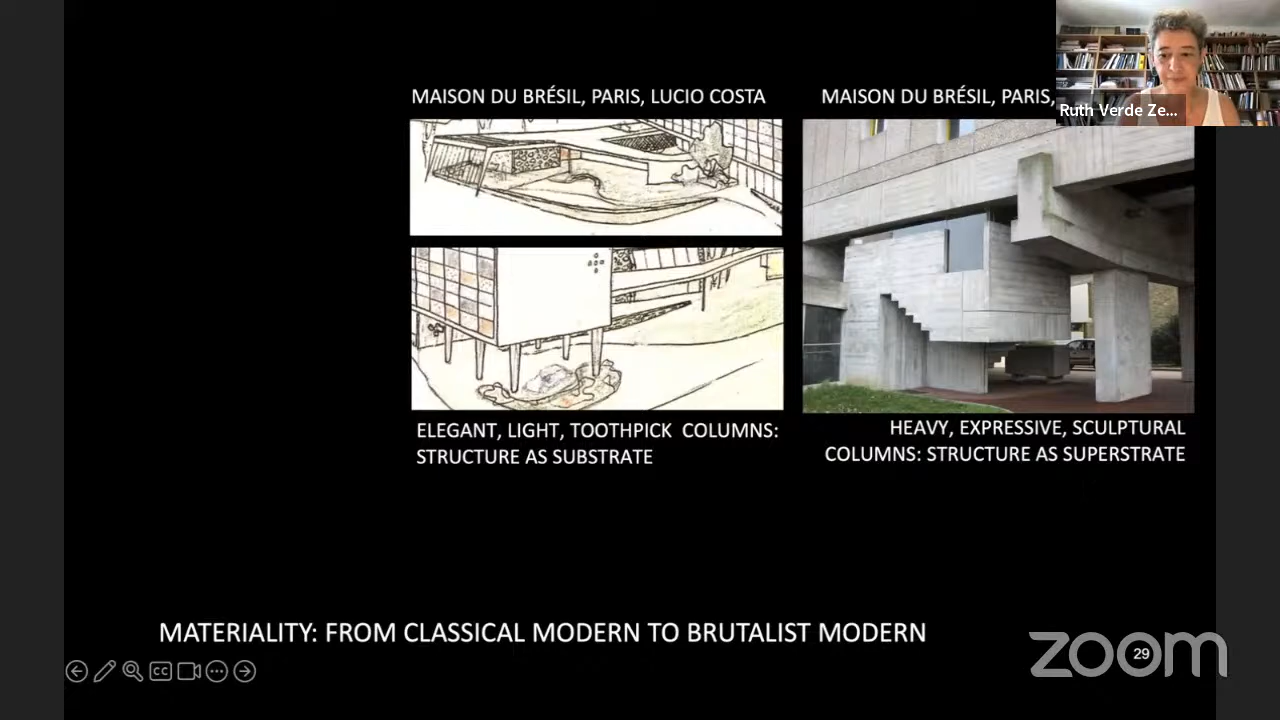 MAISON DU BRÉSIL, PARIS, LUCIO COSTA
MAISON DU BRÉSIL, PARIS,
Ruth Verde Ze...
ELEGANT, LIGHT, TOOTHPICK COLUMNS:
STRUCTURE AS SUBSTRATE
HEAVY, EXPRESSIVE, SCULPTURAL
COLUMNS: STRUCTURE AS SUPERSTRATE
MATERIALITY: FROM CLASSICAL MODERN TO BRUTALIST MODERN
CC
zoom
29